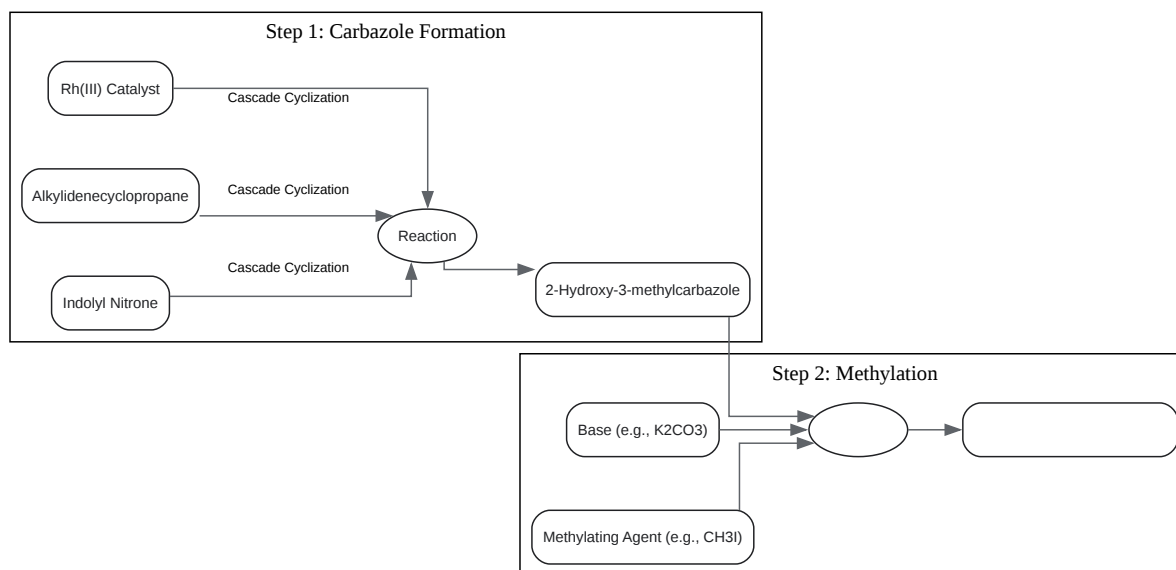 Step 1: Carbazole Formation
Rh(III) Catalyst
Cascade Cyclization
Alkylidenecyclopropane
Cascade Cyclization
Reaction
Cascade Cyclization
Indolyl Nitrone
2-Hydroxy-3-methylcarbazole
Step 2: Methylation
Base (e.g., K2CO3)
Methylating Agent (e.g., CH3I)